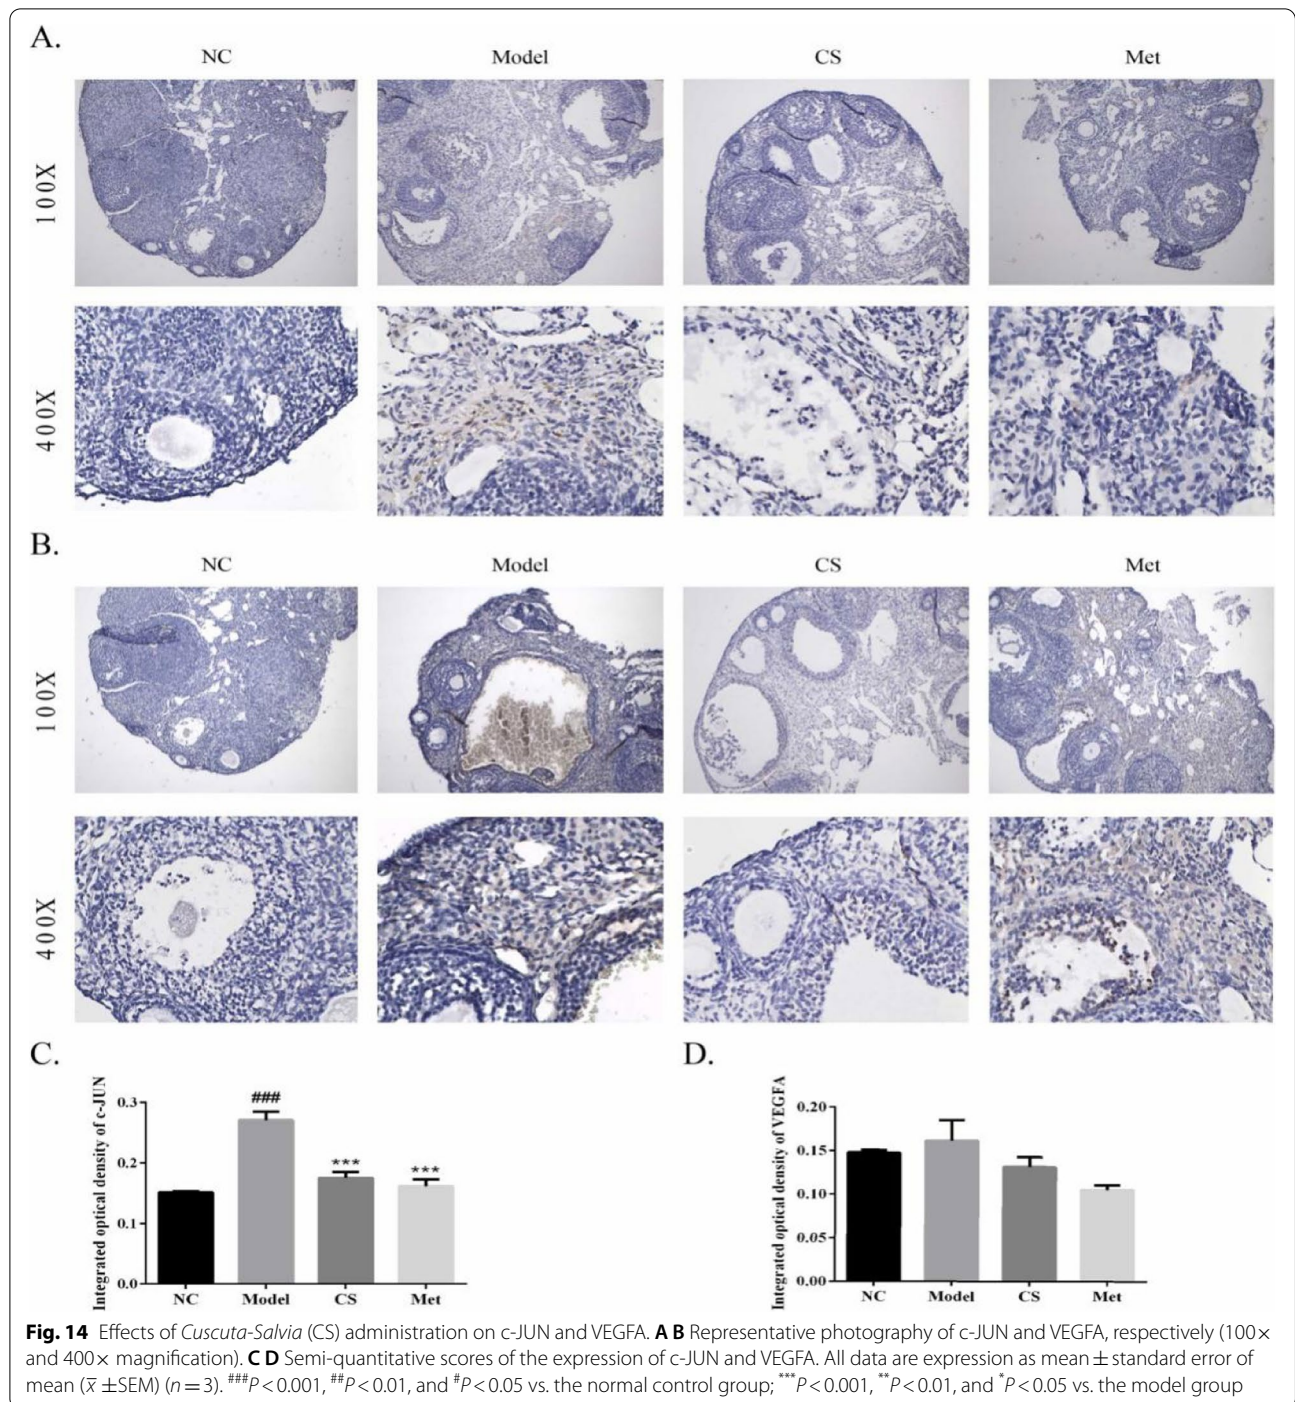 A.
NC Model CS Met
100X
400X
B.
NC Model CS Met
100X
400X
C.
Integrated optical density of c-JUN
0.3
0.2
0.1
0.0
###
***
***
NC Model CS Met
D.
Integrated optical density of VEGFA
0.20
0.15
0.10
0.05
0.00
NC Model CS Met
Fig. 14 Effects of Cuscuta-Salvia (CS) administration on c-JUN and VEGFA. A B Representative photography of c-JUN and VEGFA, respectively (100×
and 400× magnification). C D Semi-quantitative scores of the expression of c-JUN and VEGFA. All data are expression as mean ± standard error of
mean (x̅ ±SEM) (n = 3). ###P < 0.001, ##P < 0.01, and #P < 0.05 vs. the normal control group; ***P < 0.001, **P < 0.01, and *P < 0.05 vs. the model group